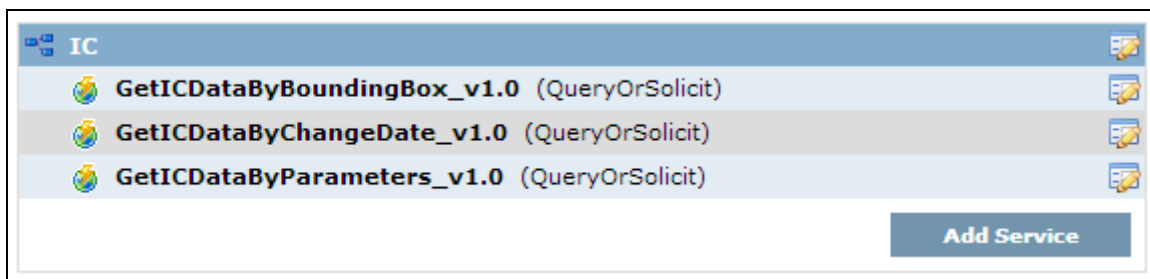 IC
GetICDataByBoundingBox_v1.0 (QueryOrSolicit)
GetICDataByChangeDate_v1.0 (QueryOrSolicit)
GetICDataByParameters_v1.0 (QueryOrSolicit)
Add Service